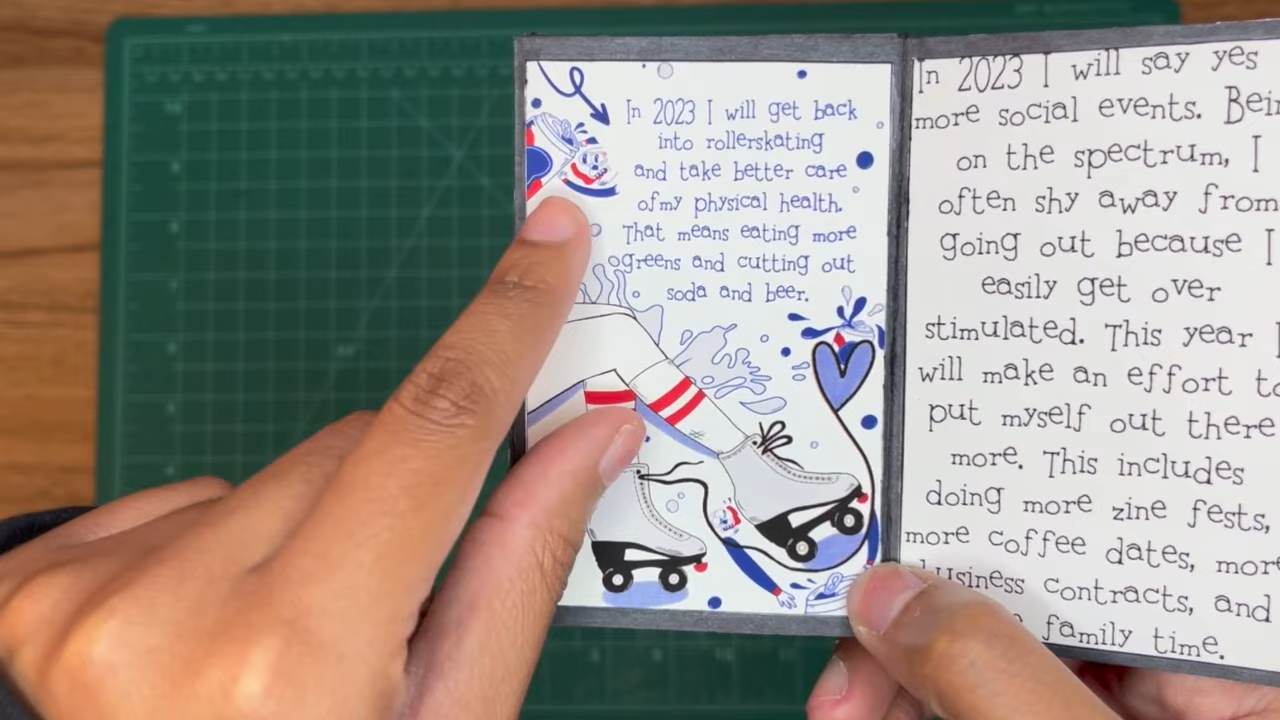 In 2023 I will get back
into rollerskating
and take better care
of my physical health.
That means eating more
greens and cutting out
soda and beer.
In 2023 I will say yes
more social events.
on the spectrum, I
often shy away from
going out because I
easily get over
stimulated. This year
will make an effort
put myself out there
more. This includes
doing more zine fests,
more coffee dates,
business contracts, and
family time.